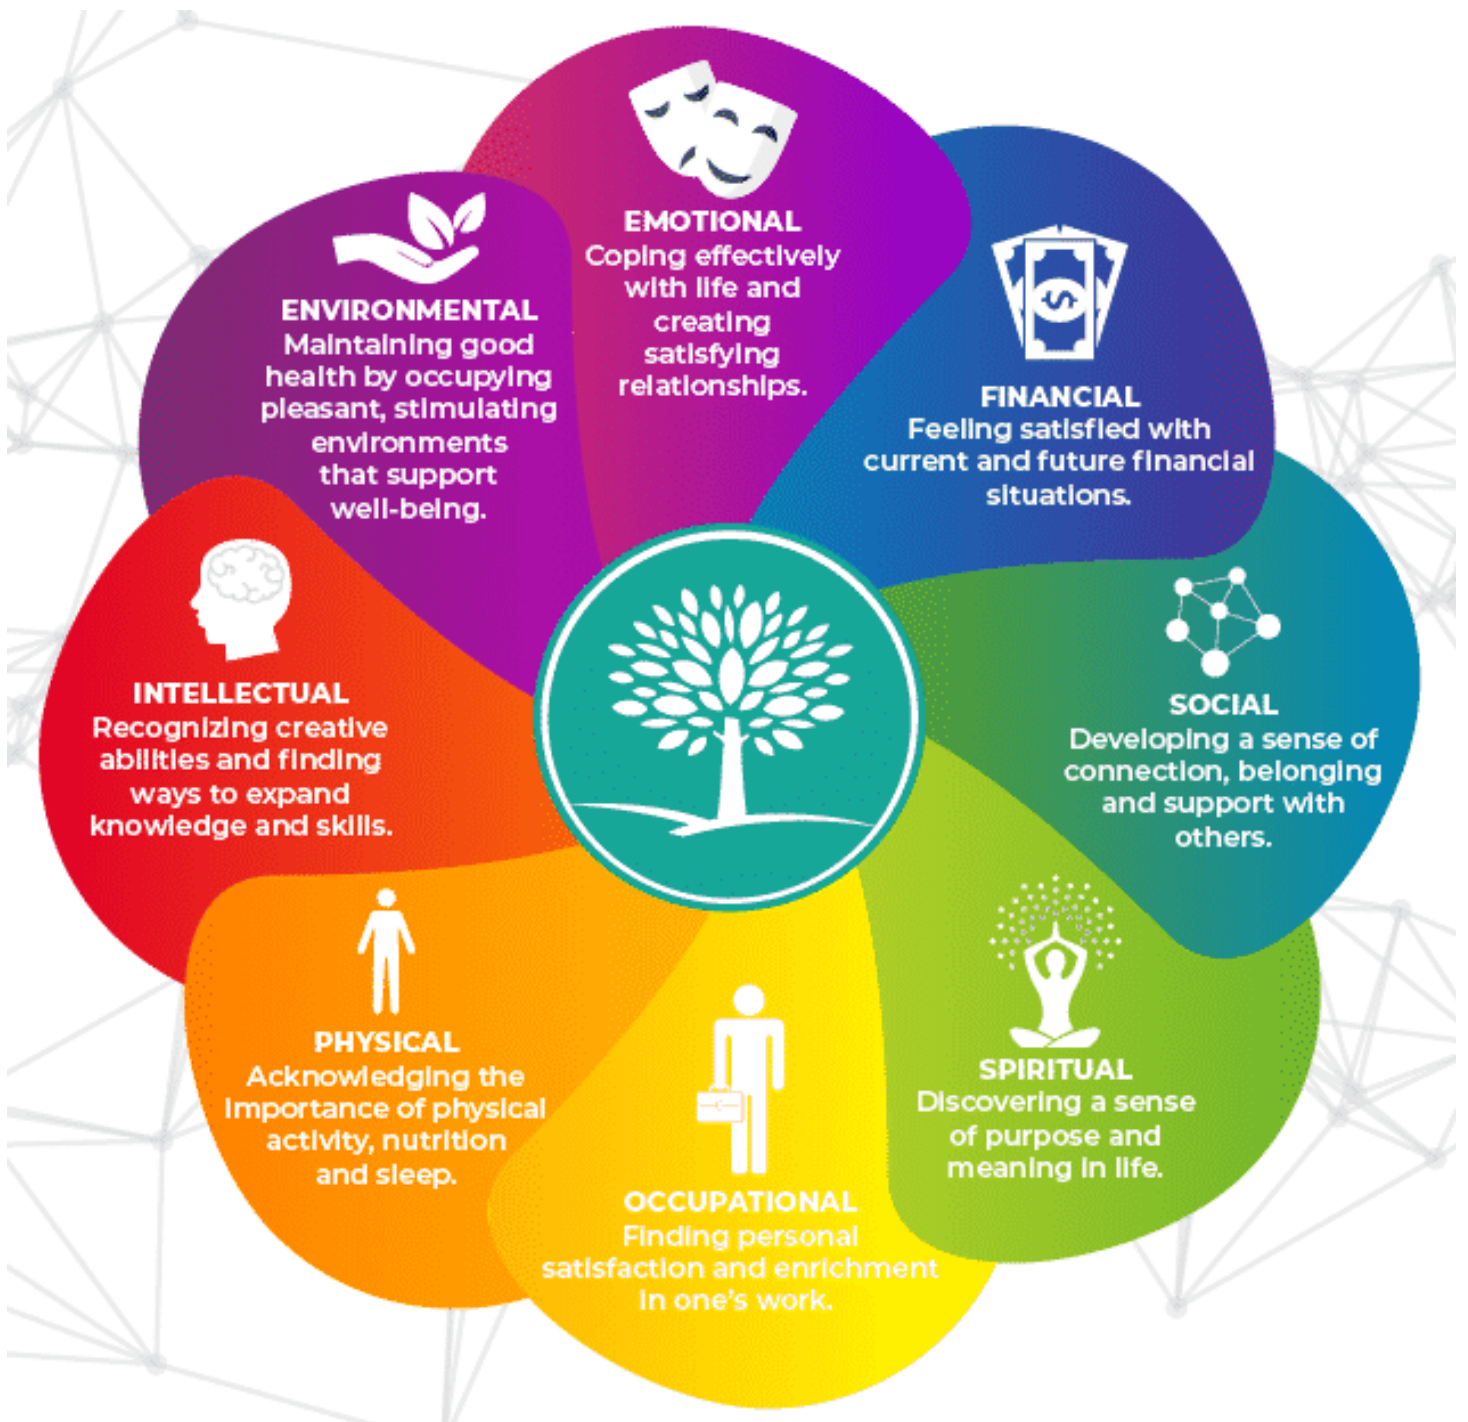 EMOTIONAL
Coping effectively
with life and
creating
satisfying
relationships.
FINANCIAL
Feeling satisfied with
current and future financial
situations.
SOCIAL
Developing a sense of
connection, belonging
and support with
others.
SPIRITUAL
Discovering a sense
of purpose and
meaning in life.
OCCUPATIONAL
Finding personal
satisfaction and enrichment
in one's work.
PHYSICAL
Acknowledging the
importance of physical
activity, nutrition
and sleep.
INTELLECTUAL
Recognizing creative
abilities and finding
ways to expand
knowledge and skills.
ENVIRONMENTAL
Maintaining good
health by occupying
pleasant, stimulating
environments
that support
well-being.
$